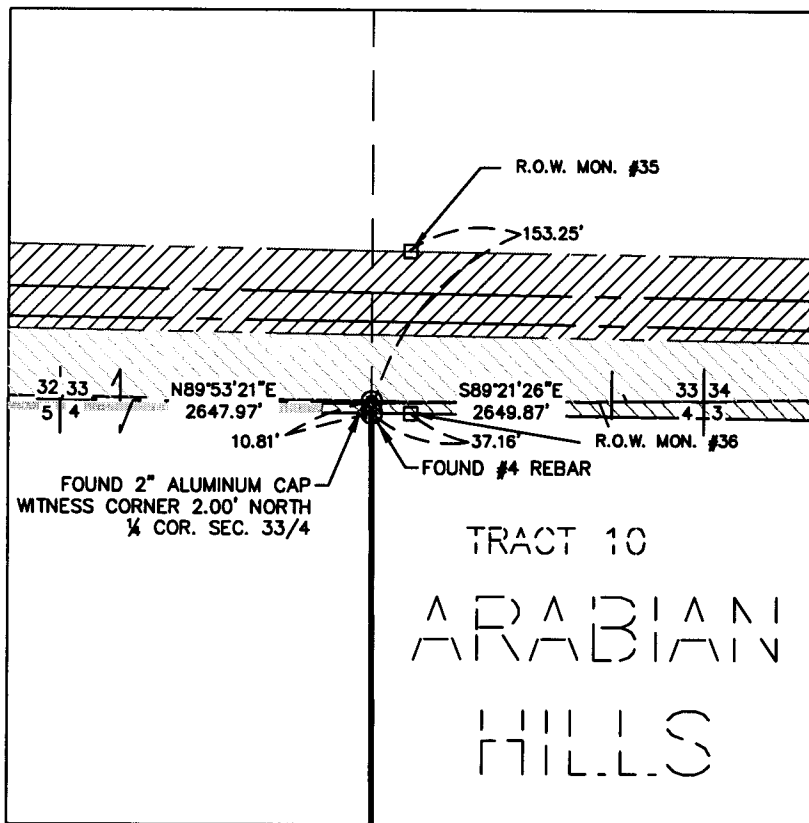 R.O.W. MON. #35
153.25'
32 33
5 4
N89°53'21"E
2647.97'
S89°21'26"E
2649.87'
33 34
4 3
10.81'
37.16'
R.O.W. MON. #36
FOUND #4 REBAR
FOUND 2" ALUMINUM CAP
WITNESS CORNER 2.00' NORTH
¼ COR. SEC. 33/4
TRACT 10
ARABIAN
HILLS